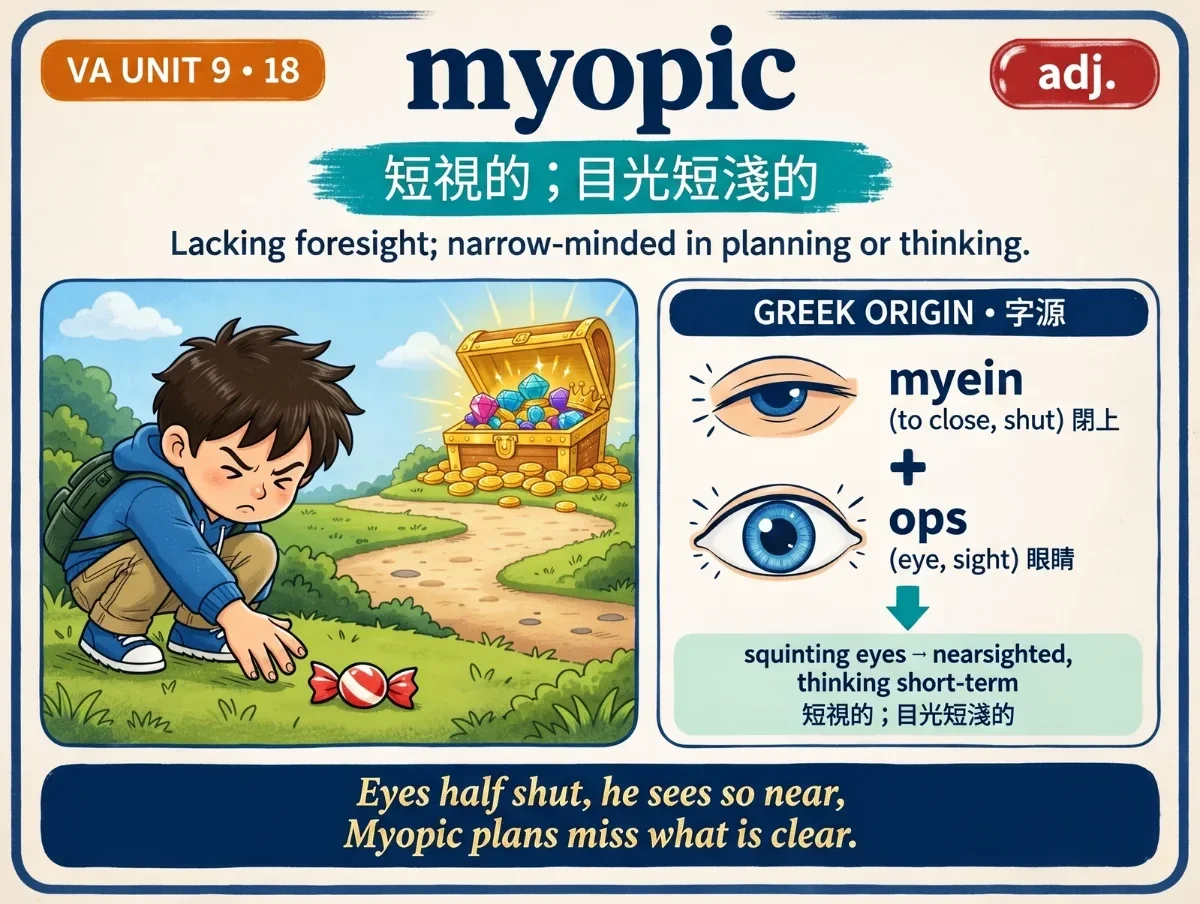 VA UNIT 9 • 18
myopic
adj.
短視的；目光短淺的
Lacking foresight; narrow-minded in planning or thinking.
GREEK ORIGIN • 字源
myein
(to close, shut) 閉上
+
ops
(eye, sight) 眼睛
squinting eyes → nearsighted,
thinking short-term
短視的；目光短淺的
Eyes half shut, he sees so near,
Myopic plans miss what is clear.